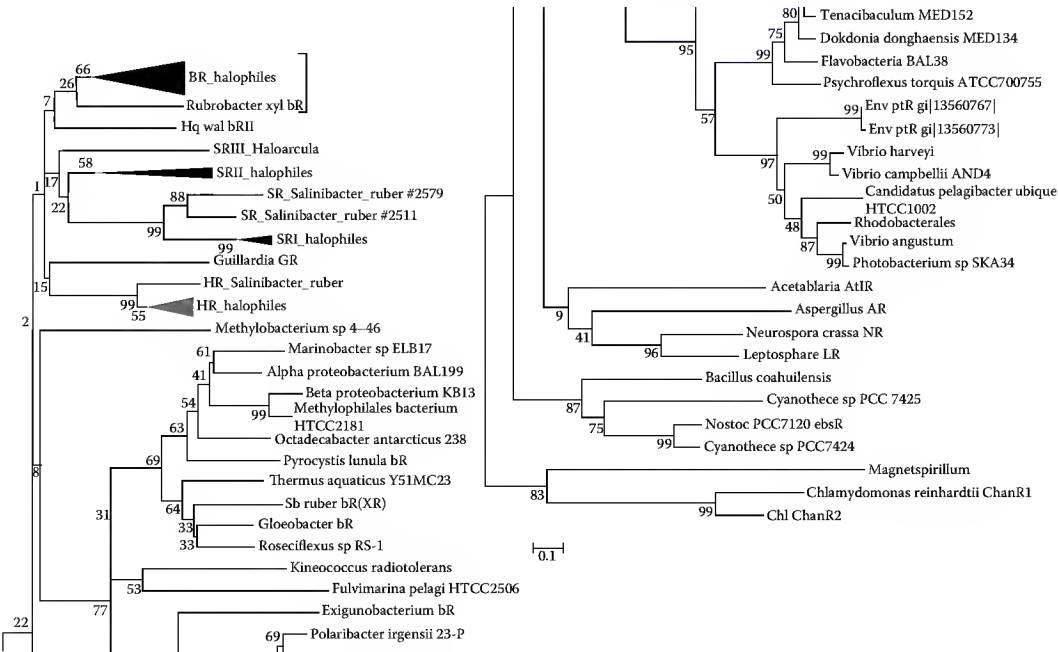 66
BR_halophiles
26
Rubrobacter xyl bR
7
Hq wal bRII
SRIII_Haloarcula
58
SRII_halophiles
1
17
22
88
SR_Salinibacter_ruber #2579
SR_Salinibacter_ruber #2511
99
SRI_halophiles
99
Guillardia GR
15
HR_Salinibacter_ruber
99
HR_halophiles
55
2
Methylobacterium sp 4–46
61
Marinobacter sp ELB17
Alpha proteobacterium BAL199
41
Beta proteobacterium KB13
Methylophilales bacterium
HTCC2181
99
54
Octadecabacter antarcticus 238
63
Pyrocystis lunula bR
69
8
Thermus aquaticus Y51MC23
64
Sb ruber bR(XR)
33
Gloeobacter bR
33
Roseciflexus sp RS-1
31
Kineococcus radiotolerans
53
Fulvimarina pelagi HTCC2506
77
Exigunobacterium bR
22
69
Polaribacter irgensii 23-P
80
Tenacibaculum MED152
75
Dokdonia donghaensis MED134
95
99
Flavobacteria BAL38
Psychroflexus torquis ATCC700755
57
99
Env ptR gi|13560767|
Env ptR gi|13560773|
97
99
Vibrio harveyi
Vibrio campbellii AND4
50
Candidatus pelagibacter ubique
HTCC1002
48
Rhodobacterales
87
Vibrio angustum
99
Photobacterium sp SKA34
Acetablaria AtIR
9
Aspergillus AR
41
Neurospora crassa NR
96
Leptosphare LR
Bacillus coahuilensis
87
Cyanothece sp PCC 7425
75
Nostoc PCC7120 ebsR
99
Cyanothece sp PCC7424
Magnetspirillum
83
Chlamydomonas reinhardtii ChanR1
99
Chl ChanR2
0.1